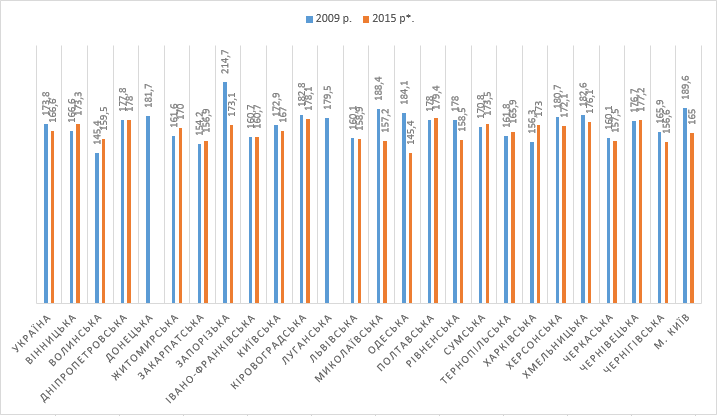 2009 р. 2015 р*.
173,8 166,6
166,6 173,3
145,4 159,5
177,8 178
181,7
161,6 170
154,2 156,9
214,7 173,1
160,7 160,7
172,9 167
182,8 178,1
179,5
160,1 158,9
188,4 157,2
184,1 145,4
178 179,4
178 158,5
170,8 173,5
161,8 165,9
156,3 173
180,7 172,1
182,6 176,1
160,1 157,5
176,7 177,2
165,9 156,6
189,6 165
УКРАЇНА
ВІННИЦЬКА
ВОЛИНСЬКА
ДНІПРОПЕТРОВСЬКА
ДОНЕЦЬКА
ЖИТОМИРСЬКА
ЗАКАРПАТСЬКА
ЗАПОРІЗЬКА
ІВАНО-ФРАНКІВСЬКА
КИЇВСЬКА
КІРОВОГРАДСЬКА
ЛУГАНСЬКА
ЛЬВІВСЬКА
МИКОЛАЇВСЬКА
ОДЕСЬКА
ПОЛТАВСЬКА
РІВНЕНСЬКА
СУМСЬКА
ТЕРНОПІЛЬСЬКА
ХАРКІВСЬКА
ХЕРСОНСЬКА
ХМЕЛЬНИЦЬКА
ЧЕРКАСЬКА
ЧЕРНІВЕЦЬКА
ЧЕРНІГІВСЬКА
М. КИЇВ